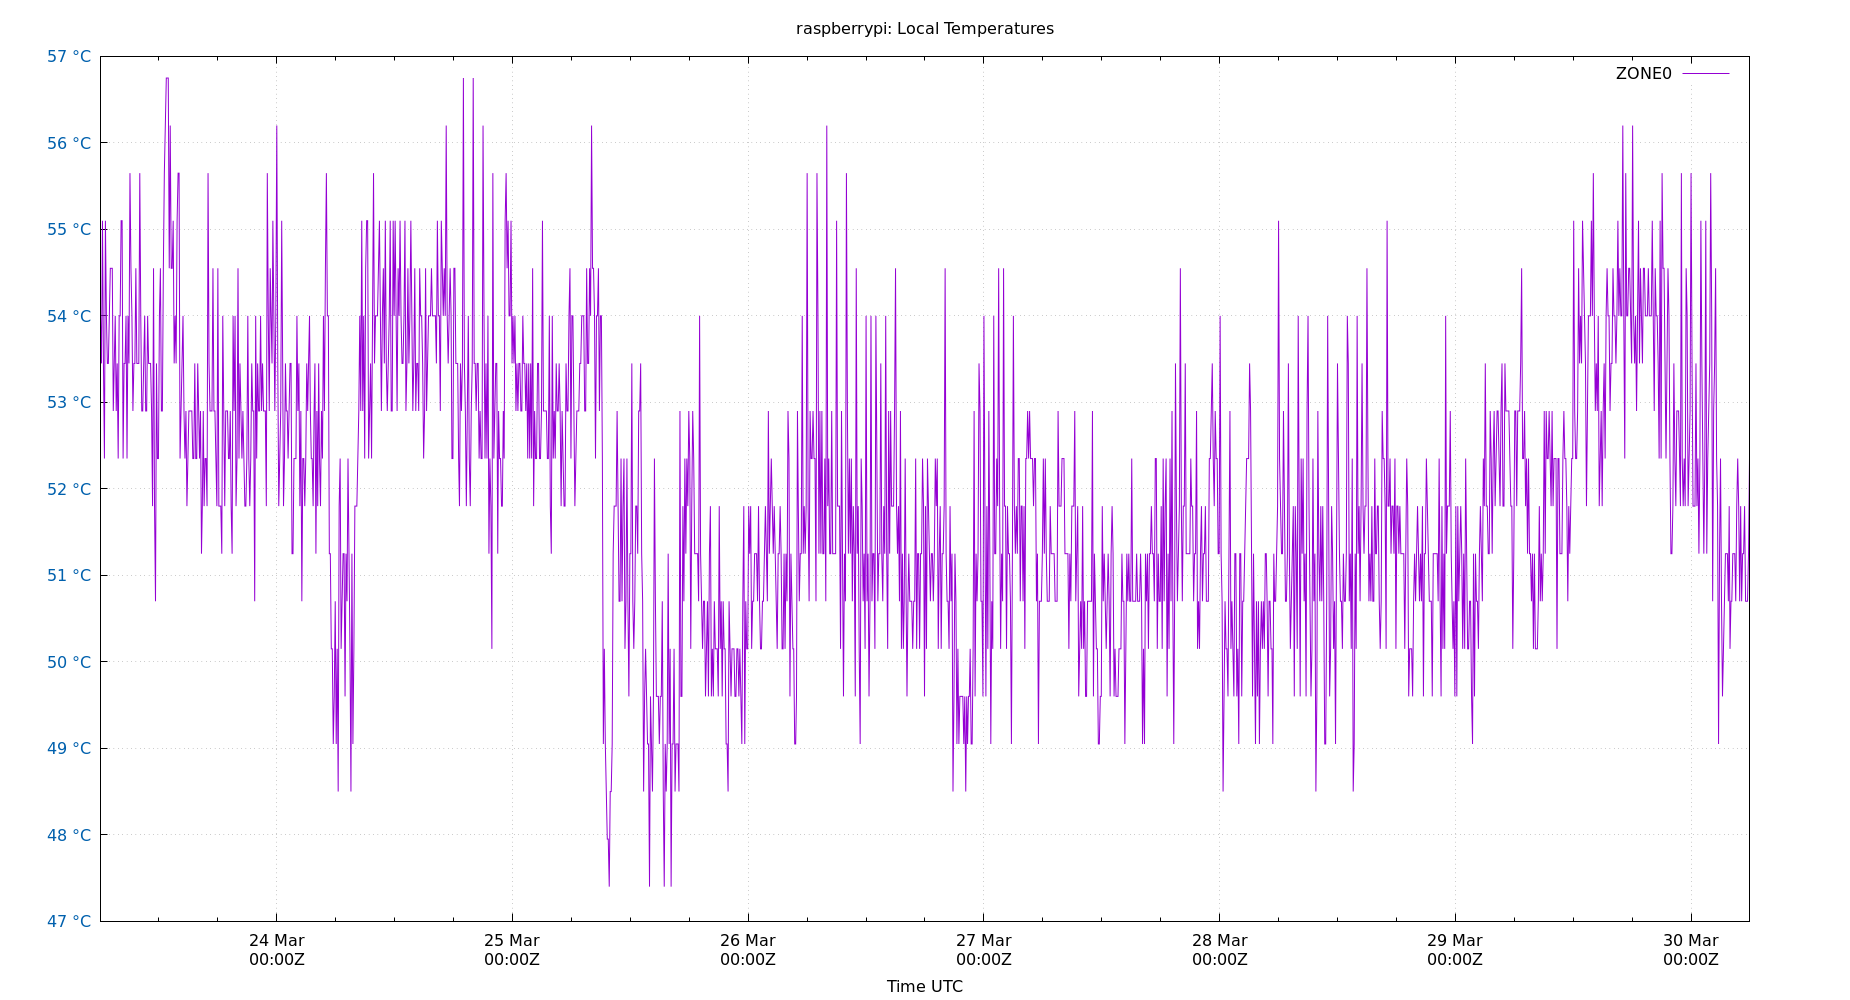 raspberrypi: Local Temperatures
57 °C
ZONE0
56 °C
55 °C
54 °C
53 °C
52 °C
51 °C
50 °C
49 °C
48 °C
47 °C
24 Mar 25 Mar 26 Mar 27 Mar 28 Mar 29 Mar 30 Mar
00:00Z 00:00Z 00:00Z 00:00Z 00:00Z 00:00Z 00:00Z
Time UTC